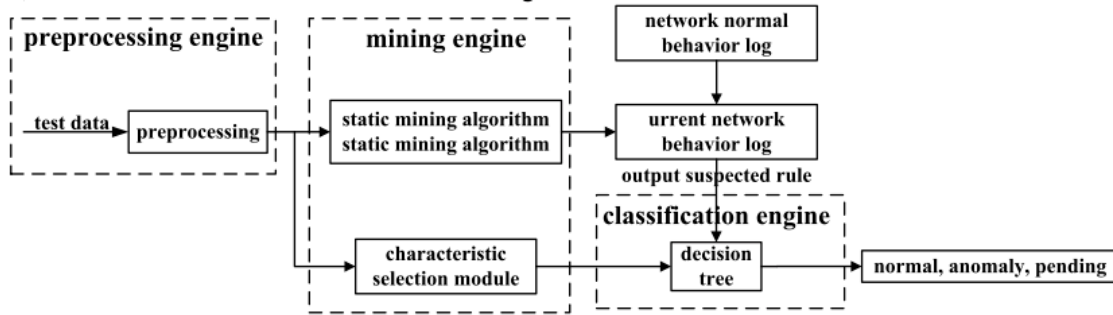 preprocessing engine
test data
preprocessing
mining engine
static mining algorithm
static mining algorithm
characteristic
selection module
network normal
behavior log
urrent network
behavior log
output suspected rule
classification engine
decision
tree
normal, anomaly, pending